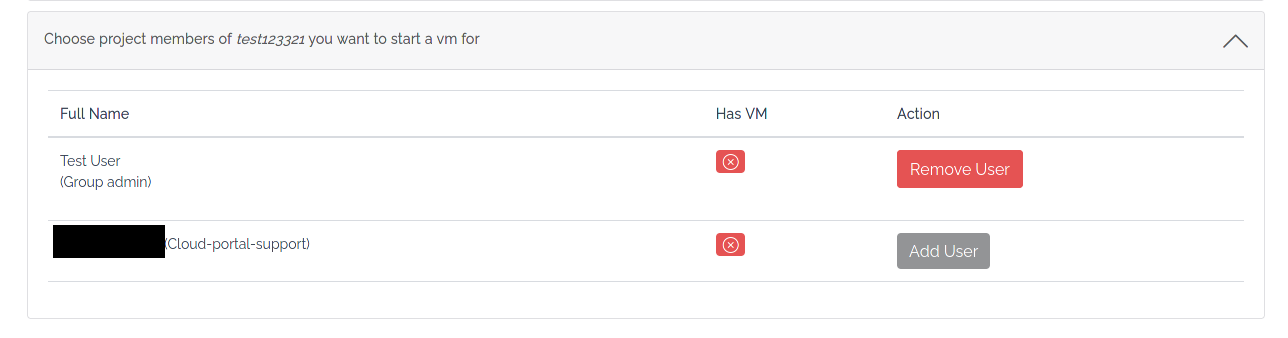 Choose project members of test123321 you want to start a vm for
Full Name Has VM Action
Test User
(Group admin)
Remove User
(Cloud-portal-support)
Add User